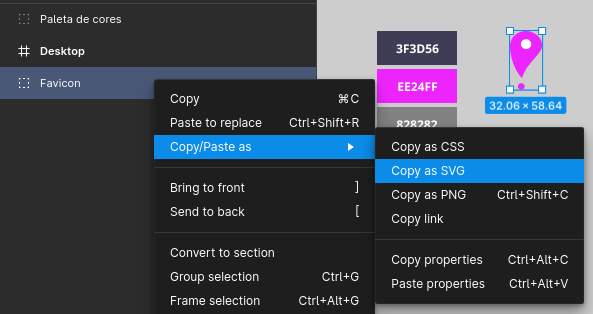 Paleta de cores
Desktop
Favicon
3F3D56
EE24FF
828282
32.06 × 58.64
Copy ⌘C
Paste to replace Ctrl+Shift+R
Copy/Paste as
Bring to front ]
Send to back [
Convert to section
Group selection Ctrl+G
Frame selection Ctrl+Alt+G
Copy as CSS
Copy as SVG
Copy as PNG Ctrl+Shift+C
Copy link
Copy properties Ctrl+Alt+C
Paste properties Ctrl+Alt+V